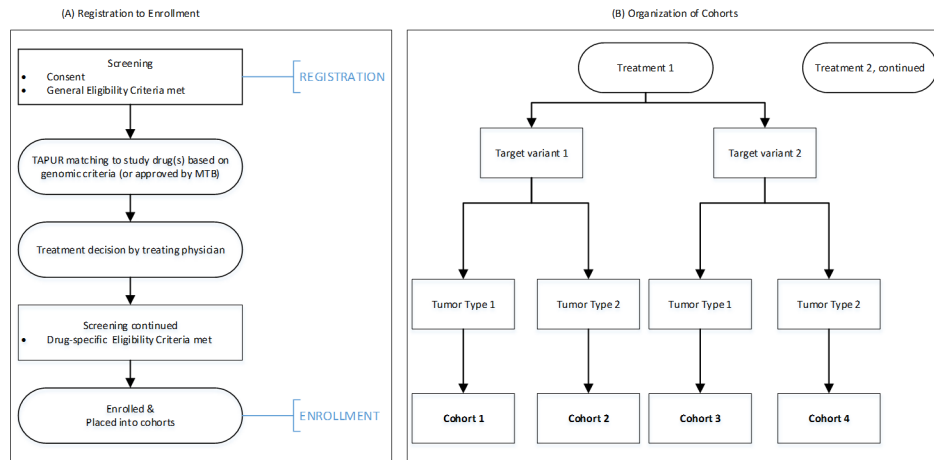 (A) Registration to Enrollment
Screening
• Consent
• General Eligibility Criteria met
REGISTRATION
TAPUR matching to study drug(s) based on
genomic criteria (or approved by MTB)
Treatment decision by treating physician
Screening continued
• Drug-specific Eligibility Criteria met
Enrolled &
Placed into cohorts
ENROLLMENT
(B) Organization of Cohorts
Treatment 1
Treatment 2, continued
Target variant 1
Target variant 2
Tumor Type 1
Tumor Type 2
Tumor Type 1
Tumor Type 2
Cohort 1
Cohort 2
Cohort 3
Cohort 4